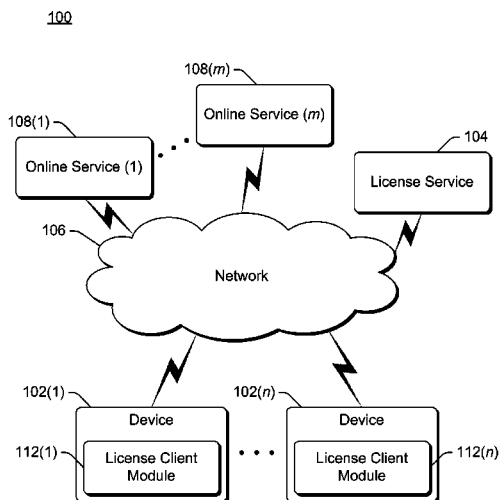 100
108(m)
108(1)
Online Service (m)
104
Online Service (1)
License Service
106
Network
102(1)
102(n)
Device
Device
112(1)
License Client
Module
License Client
Module
112(n)